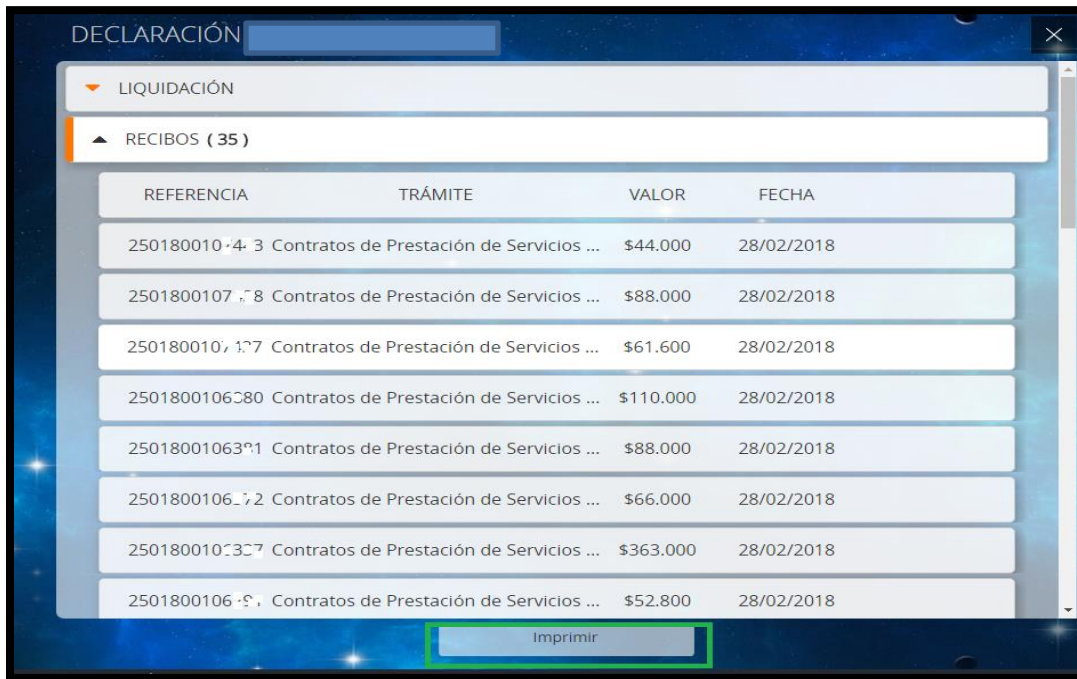 DECLARACIÓN
LIQUIDACIÓN
RECIBOS (35)
REFERENCIA TRÁMITE VALOR FECHA
Contratos de Prestación de Servicios ... $44.000 28/02/2018
Contratos de Prestación de Servicios ... $88.000 28/02/2018
Contratos de Prestación de Servicios ... $61.600 28/02/2018
Contratos de Prestación de Servicios ... $110.000 28/02/2018
Contratos de Prestación de Servicios ... $88.000 28/02/2018
Contratos de Prestación de Servicios ... $66.000 28/02/2018
Contratos de Prestación de Servicios ... $363.000 28/02/2018
Contratos de Prestación de Servicios ... $52.800 28/02/2018
Imprimir